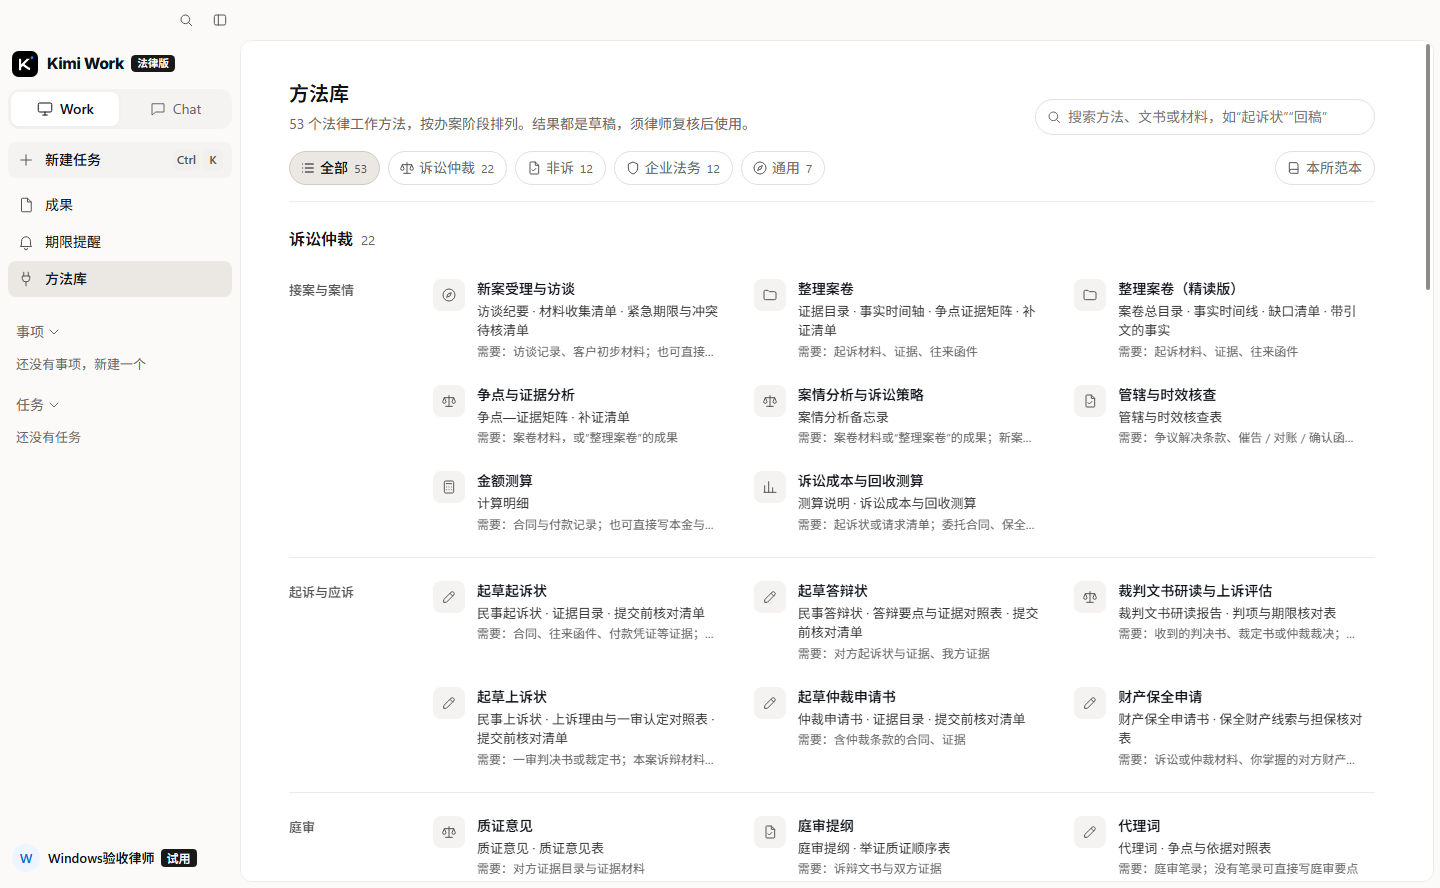 Kimi Work 法律版
Work
Chat
新建任务 Ctrl K
成果
期限提醒
方法库
事项
还没有事项，新建一个
任务
还没有任务
W Windows验收律师 试用
方法库
53 个法律工作方法，按办案阶段排列。结果都是草稿，须律师复核后使用。
搜索方法、文书或材料，如“起诉状”“回稿”
全部 53
诉讼仲裁 22
非诉 12
企业法务 12
通用 7
本所范本
诉讼仲裁 22
接案与案情
新案受理与访谈
访谈纪要 · 材料收集清单 · 紧急期限与冲突
待核清单
需要：访谈记录、客户初步材料；也可直接...
整理案卷
证据目录 · 事实时间轴 · 争点证据矩阵 · 补
证清单
需要：起诉材料、证据、往来函件
整理案卷（精读版）
案卷总目录 · 事实时间线 · 缺口清单 · 带引
文的事实
需要：起诉材料、证据、往来函件
争点与证据分析
争点—证据矩阵 · 补证清单
需要：案卷材料，或“整理案卷”的成果
案情分析与诉讼策略
案情分析备忘录
需要：案卷材料或“整理案卷”的成果；新案...
管辖与时效核查
管辖与时效核查表
需要：争议解决条款、催告 / 对账 / 确认函...
金额测算
计算明细
需要：合同与付款记录；也可直接写本金与...
诉讼成本与回收测算
测算说明 · 诉讼成本与回收测算
需要：起诉状或请求清单；委托合同、保全...
起诉与应诉
起草起诉状
民事起诉状 · 证据目录 · 提交前核对清单
需要：合同、往来函件、付款凭证等证据；...
起草答辩状
民事答辩状 · 答辩要点与证据对照表 · 提交
前核对清单
需要：对方起诉状与证据、我方证据
裁判文书研读与上诉评估
裁判文书研读报告 · 判项与期限核对表
需要：收到的判决书、裁定书或仲裁裁决；...
起草上诉状
民事上诉状 · 上诉理由与一审认定对照表 ·
提交前核对清单
需要：一审判决书或裁定书；本案诉辩材料...
起草仲裁申请书
仲裁申请书 · 证据目录 · 提交前核对清单
需要：含仲裁条款的合同、证据
财产保全申请
财产保全申请书 · 保全财产线索与担保核对
表
需要：诉讼或仲裁材料、你掌握的对方财产...
庭审
质证意见
质证意见 · 质证意见表
需要：对方证据目录与证据材料
庭审提纲
庭审提纲 · 举证质证顺序表
需要：诉辩文书与双方证据
代理词
代理词 · 争点与依据对照表
需要：庭审笔录；没有笔录可直接写庭审要点